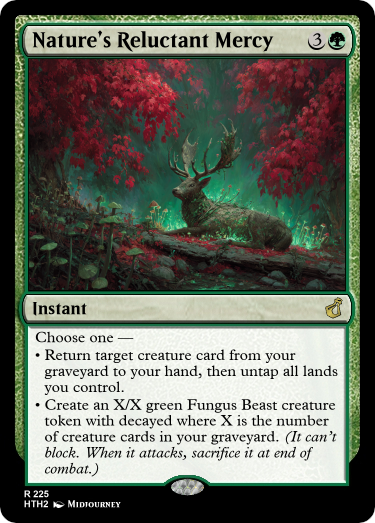 Nature's Reluctant Mercy 3
Instant
Choose one —
• Return target creature card from your
graveyard to your hand, then untap all lands
you control.
• Create an X/X green Fungus Beast creature
token with decayed where X is the number
of creature cards in your graveyard. (It can't
block. When it attacks, sacrifice it at end of
combat.)
R 225
HTH2 Midjourney